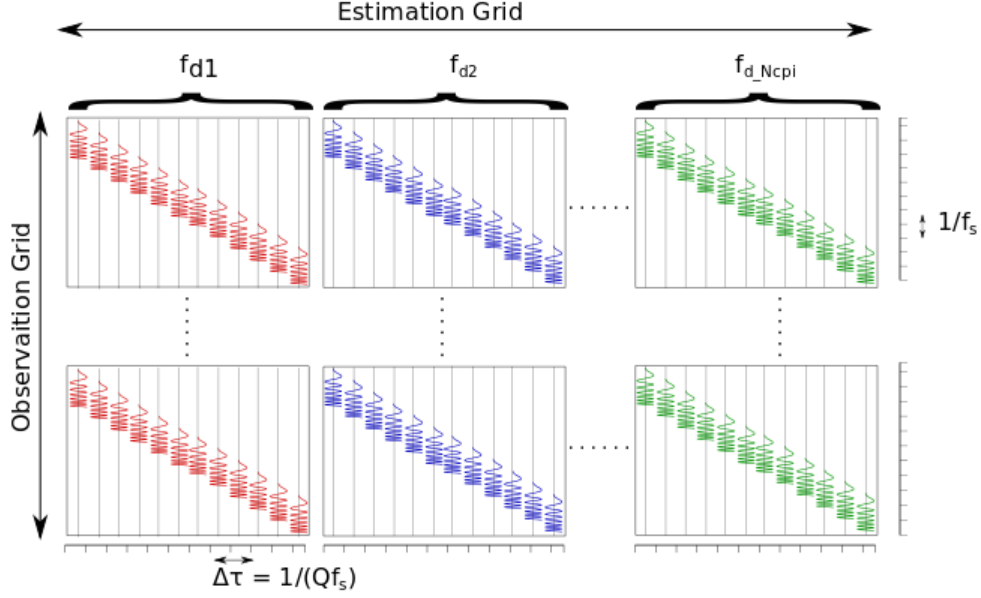 Estimation Grid
fd1
fd2
fd_Ncpi
Observaition Grid
1/fs
Δτ = 1/(Qfs)